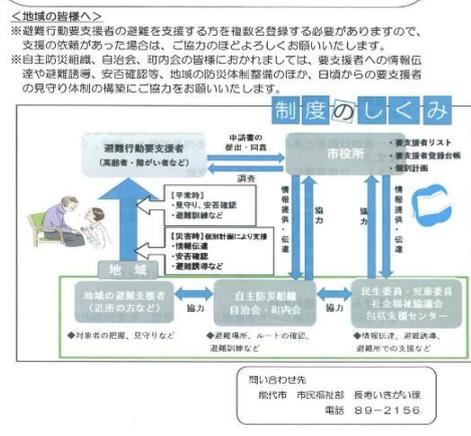 <地域の皆様へ>
※避難行動要支援者の避難を支援する方を複数名登録する必要がありますので、
支援の依頼があった場合は、ご協力のほどよろしくお願いいたします。
※自主防災組織、自治会、町内会の皆様におかれましては、要支援者への情報伝
達や避難誘導、安否確認等、地域の防災体制整備のほか、日頃からの要支援者
の見守り体制の構築にご協力をお願いいたします。
制度のしくみ
避難行動要支援者
(高齢者・障がい者など)
申請書の
提出・同意
調査
市役所
・要支援者リスト
・要支援者登録台帳
・個別計画
【平常時】
・見守り、安否確認
・避難訓練など
【災害時】個別計画により支援
・情報伝達
・安否確認
・避難誘導など
情報提供・伝達
協力
協力
情報提供・伝達
地域
地域の避難支援者
(近所の方など)
協力
自主防災組織
自治会・町内会
協力
民生委員・児童委員
社会福祉協議会
包括支援センター
◆対象者の把握、見守りなど
◆避難場所、ルートの確認、
避難訓練など
◆情報伝達、避難誘導、
避難所での支援など
問い合わせ先
能代市 市民福祉部 長寿いきがい課
電話 89-2156